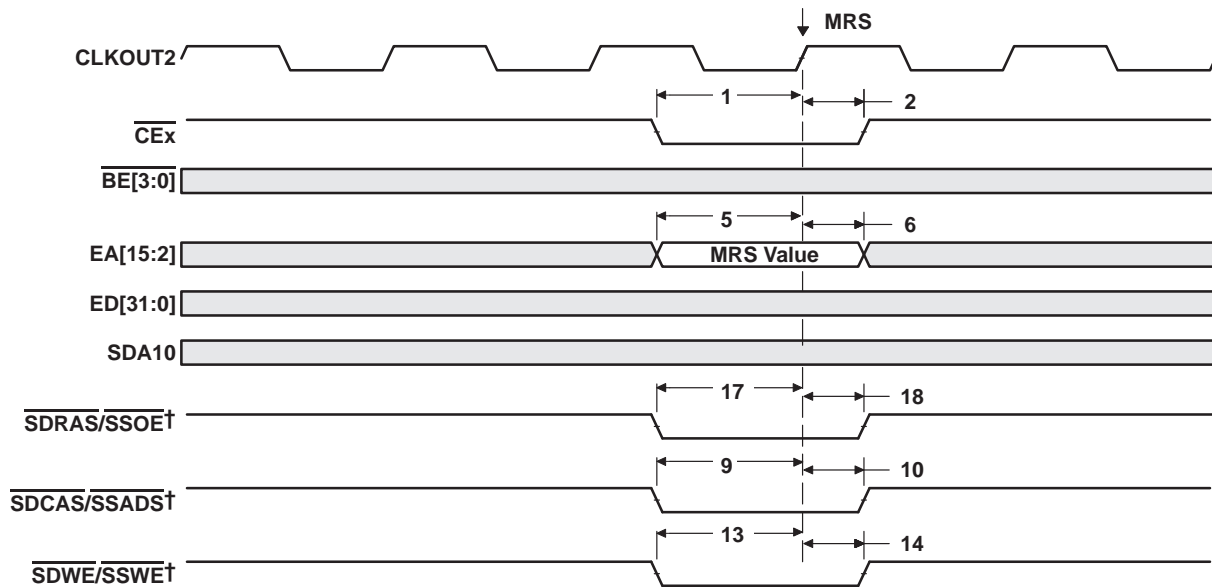 MRS
CLKOUT2
1
2
CEx
BE[3:0]
5
6
EA[15:2]
MRS Value
ED[31:0]
SDA10
17
18
SDRAS/SSOE†
9
10
SDCAS/SSADS†
13
14
SDWE/SSWE†